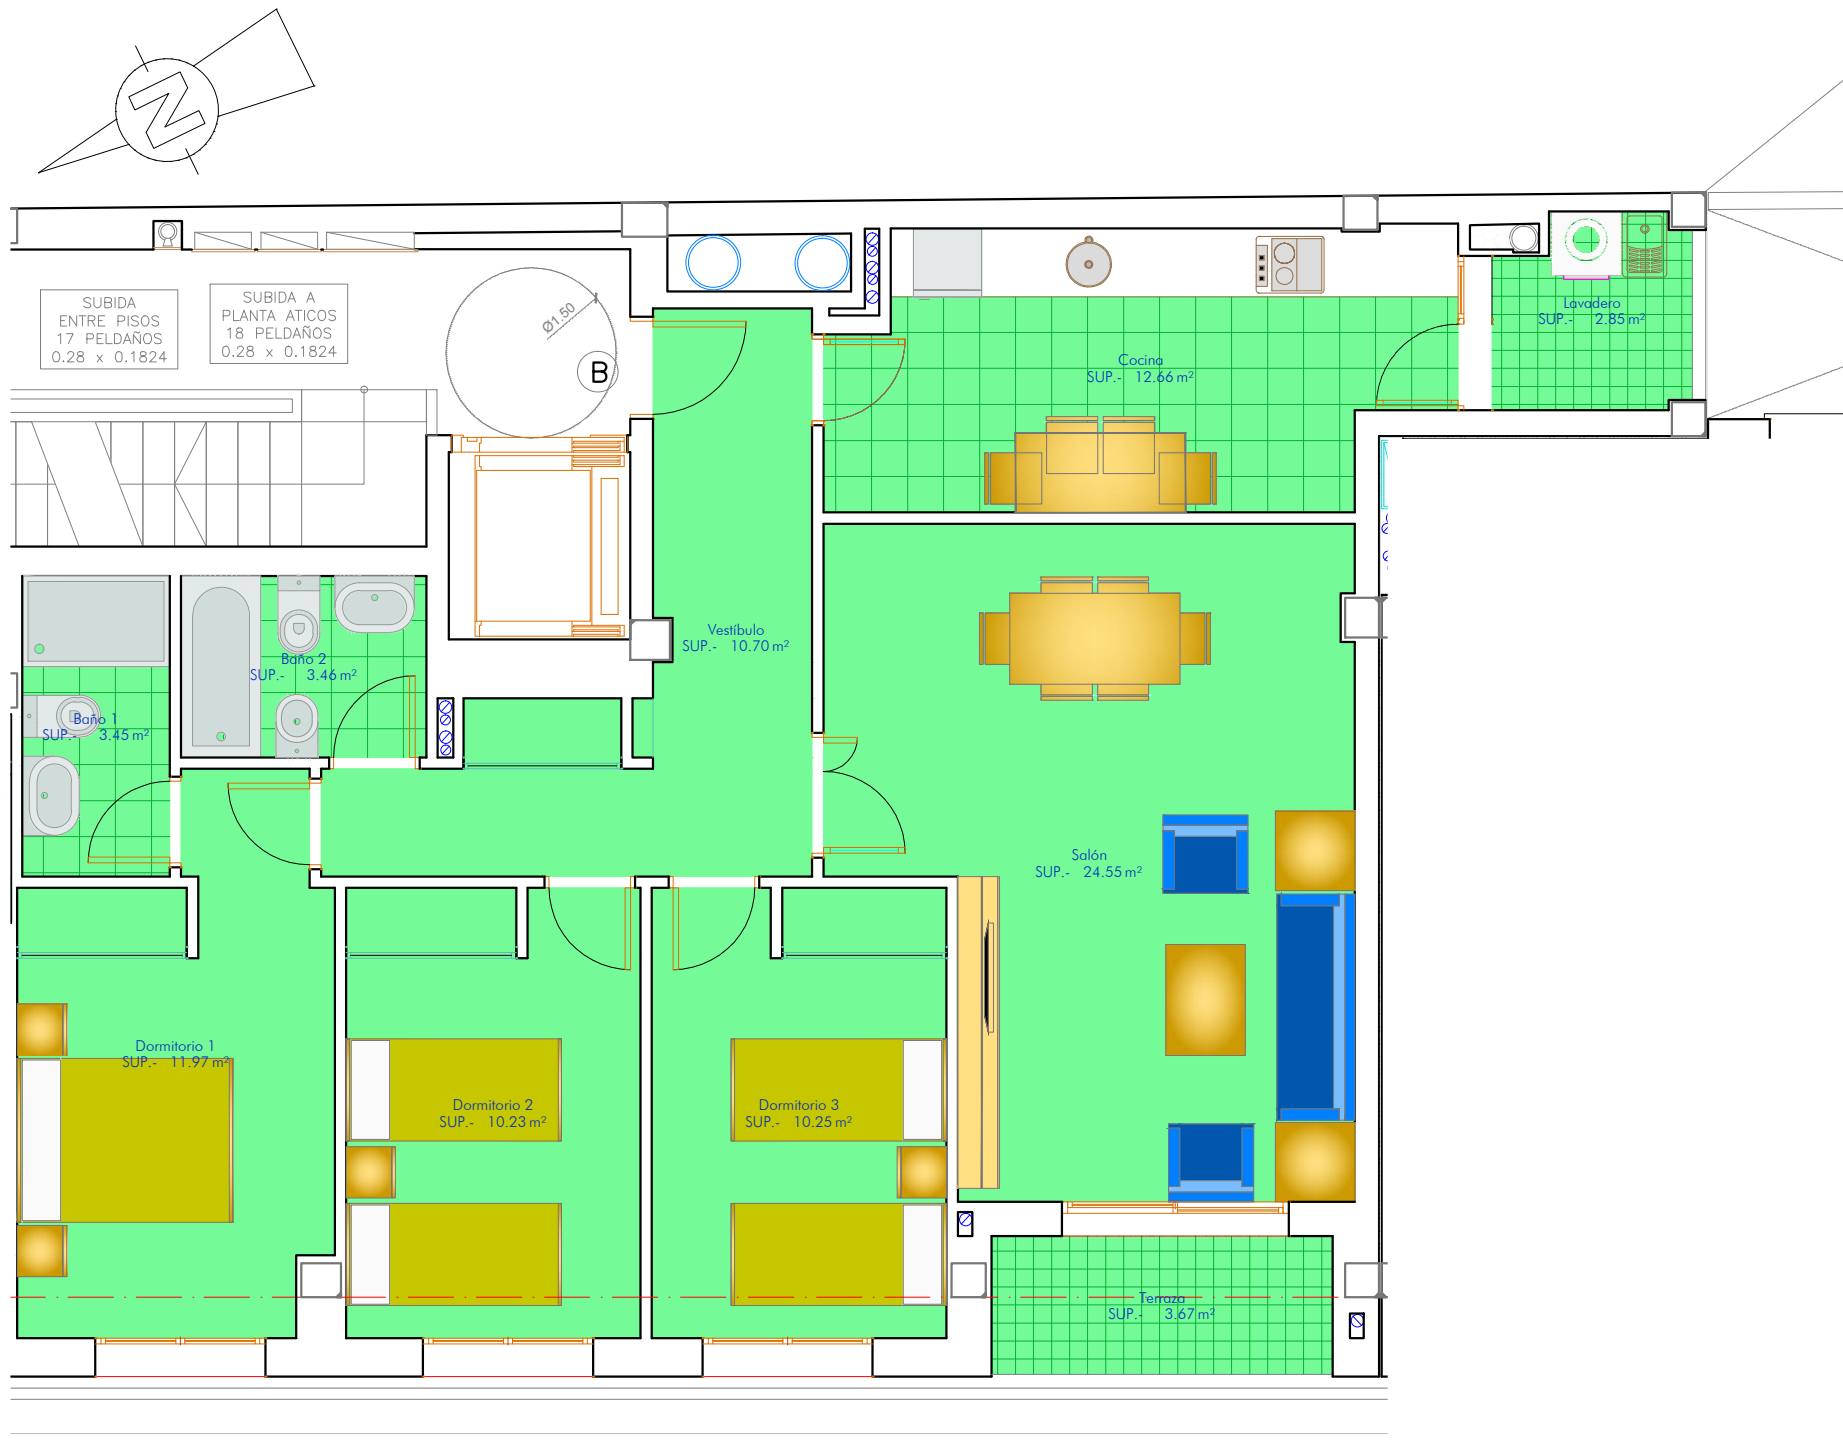 N
SUBIDA
ENTRE PISOS
17 PELDAÑOS
0.28 x 0.1824
SUBIDA A
PLANTA ATICOS
18 PELDAÑOS
0.28 x 0.1824
Ø1.50
B
Lavadero
SUP.- 2.85 m²
Cocina
SUP.- 12.66 m²
Vestíbulo
SUP.- 10.70 m²
Baño 2
SUP.- 3.46 m²
Baño 1
SUP.- 3.45 m²
Salón
SUP.- 24.55 m²
Dormitorio 1
SUP.- 11.97 m²
Dormitorio 2
SUP.- 10.23 m²
Dormitorio 3
SUP.- 10.25 m²
Terraza
SUP.- 3.67 m²